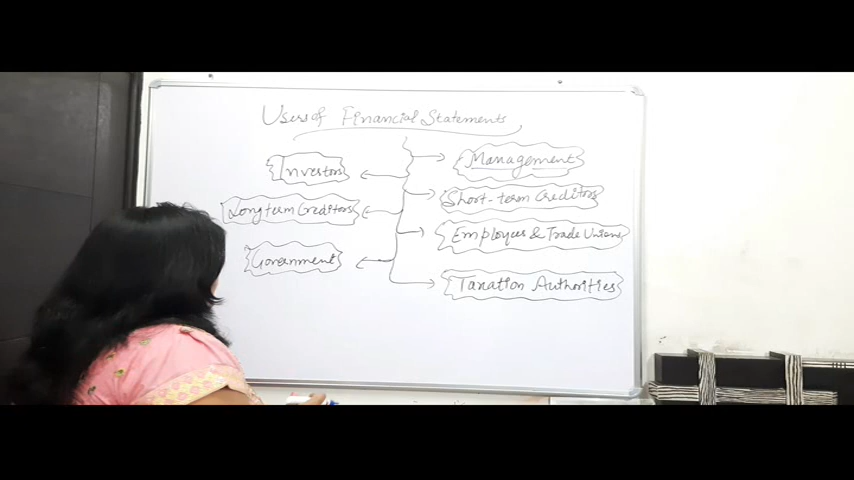 Users of Financial Statements
Investors
Management
Long term Creditors
Short-term Creditors
Employees & Trade Unions
Government
Taxation Authorities